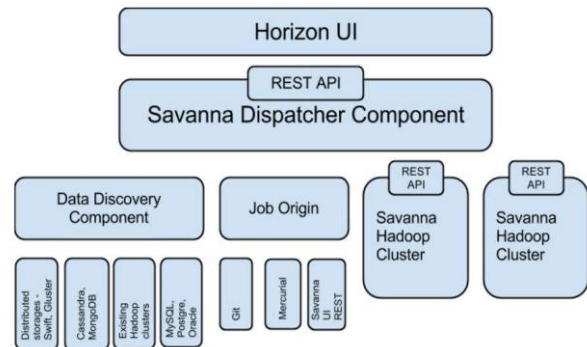 Horizon UI
REST API
Savanna Dispatcher Component
Data Discovery
Component
Job Origin
REST
API
Savanna
Hadoop
Cluster
REST
API
Savanna
Hadoop
Cluster
Distributed
storages -
Swift, Gluster
Cassandra,
MongoDB
Existing
Hadoop
clusters
MySQL,
Postgre,
Oracle
Git
Mercurial
Savanna
UI
REST